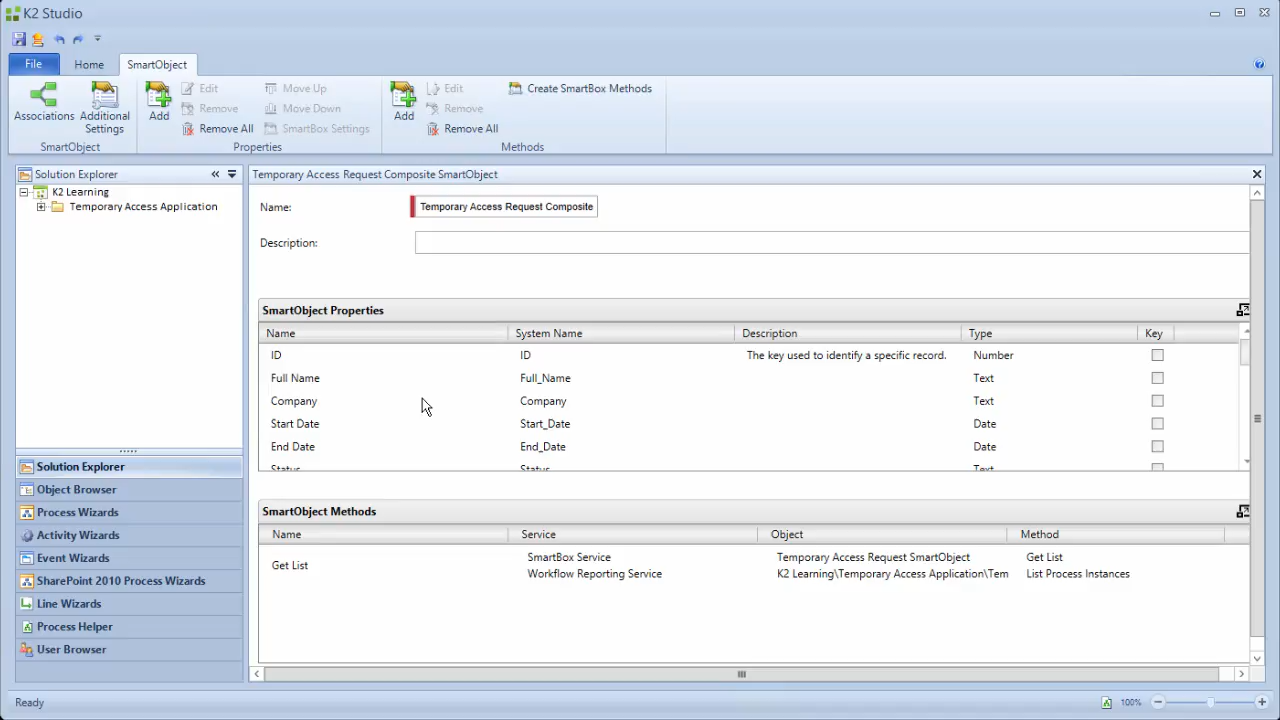 K2 Studio
File Home SmartObject
Associations
Additional Settings
SmartObject
Add
Edit
Remove
Remove All
Move Up
Move Down
SmartBox Settings
Properties
Add
Edit
Remove
Remove All
Create SmartBox Methods
Methods
Solution Explorer
K2 Learning
Temporary Access Application
Solution Explorer
Object Browser
Process Wizards
Activity Wizards
Event Wizards
SharePoint 2010 Process Wizards
Line Wizards
Process Helper
User Browser
Temporary Access Request Composite SmartObject
Name: Temporary Access Request Composite
Description:
SmartObject Properties
Name System Name Description Type Key
ID ID The key used to identify a specific record. Number
Full Name Full_Name Text
Company Company Text
Start Date Start_Date Date
End Date End_Date Date
Status Status Text
SmartObject Methods
Name Service Object Method
Get List
SmartBox Service Temporary Access Request SmartObject Get List
Workflow Reporting Service K2 Learning\Temporary Access Application\Tem List Process Instances
Ready 100%